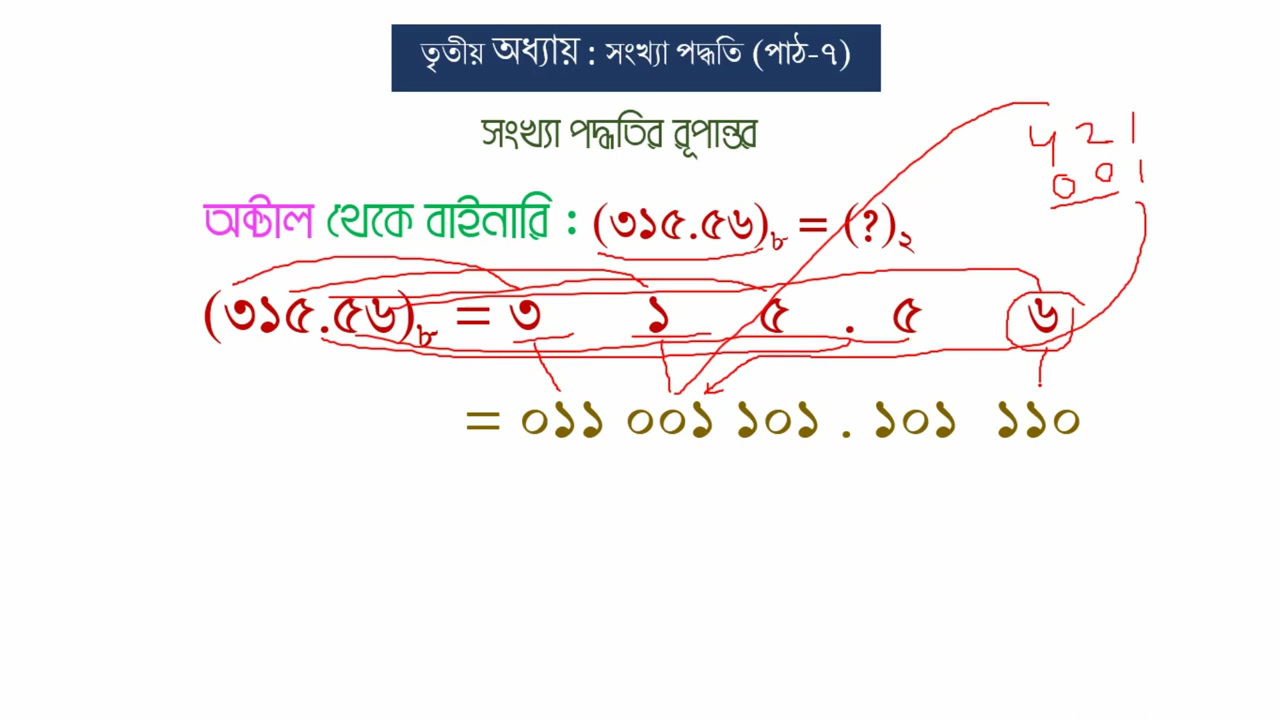 তৃতীয় অধ্যায় : সংখ্যা পদ্ধতি (পাঠ-৭)
সংখ্যা পদ্ধতির রূপান্তর
4 2 1
0 0 1
অক্টাল থেকে বাইনারি : (৩১৫.৫৬)৮ = (?)২
(৩১৫.৫৬)৮ = ৩ ১ ৫ . ৫ ৬
= ০১১ ০০১ ১০১ . ১০১ ১১০